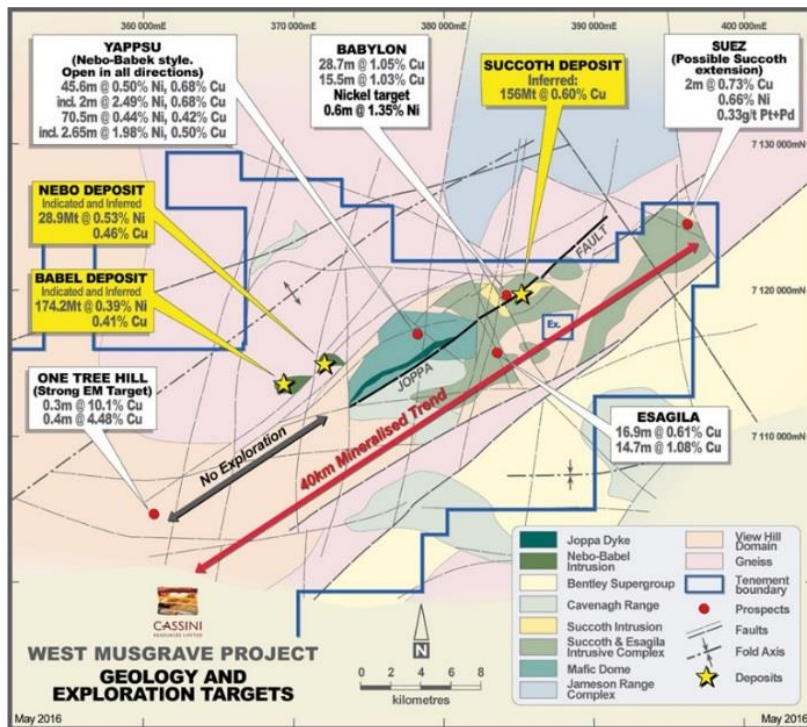 360 000mE
370 000mE
380 000mE
390 000mE
400 000mE
YAPPSU
(Nebo-Babek style.
Open in all directions)
45.6m @ 0.50% Ni, 0.68% Cu
incl. 2m @ 2.49% Ni, 0.68% Cu
70.5m @ 0.44% Ni, 0.42% Cu
incl. 2.65m @ 1.98% Ni, 0.50% Cu
BABYLON
28.7m @ 1.05% Cu
15.5m @ 1.03% Cu
Nickel target
0.6m @ 1.35% Ni
SUCCOTH DEPOSIT
Inferred:
156Mt @ 0.60% Cu
SUEZ
(Possible Succoth
extension)
2m @ 0.73% Cu
0.66% Ni
0.33g/t Pt+Pd
7 130 000mN
NEBO DEPOSIT
Indicated and Inferred
28.9Mt @ 0.53% Ni
0.46% Cu
BABEL DEPOSIT
Indicated and Inferred
174.2Mt @ 0.39% Ni
0.41% Cu
FAULT
7 120 000mN
Ex.
JOPPA
ONE TREE HILL
(Strong EM Target)
0.3m @ 10.1% Cu
0.4m @ 4.48% Cu
No Exploration
40km Mineralised Trend
ESAGILA
16.9m @ 0.61% Cu
14.7m @ 1.08% Cu
7 110 000mN
CASSINI
RESOURCES LIMITED
WEST MUSGRAVE PROJECT
GEOLOGY AND
EXPLORATION TARGETS
N
0 2 4 6 8
kilometres
Joppa Dyke
Nebo-Babel
Intrusion
Bentley Supergroup
Cavenagh Range
Succoth Intrusion
Succoth & Esagila
Intrusive Complex
Mafic Dome
Jameson Range
Complex
View Hill
Domain
Gneiss
Tenement
boundary
Prospects
Faults
Fold Axis
Deposits
May 2016
May 2016